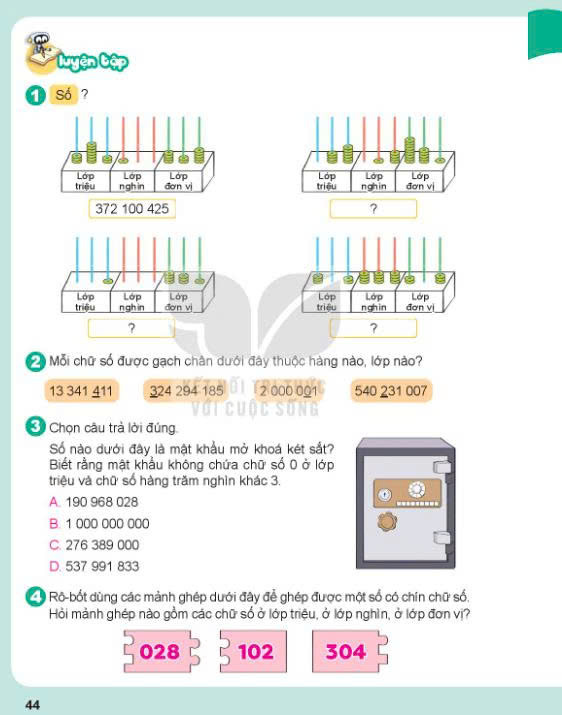 Luyện tập
1 Số ?
Lớp triệu Lớp nghìn Lớp đơn vị
Lớp triệu Lớp nghìn Lớp đơn vị
372 100 425
?
Lớp triệu Lớp nghìn Lớp đơn vị
Lớp triệu Lớp nghìn Lớp đơn vị
?
?
2 Mỗi chữ số được gạch chân dưới đây thuộc hàng nào, lớp nào?
13 341 411
324 294 185
2 000 001
540 231 007
KẾT NỐI TRI THỨC
VỚI CUỘC SỐNG
3 Chọn câu trả lời đúng.
Số nào dưới đây là mật khẩu mở khoá két sắt?
Biết rằng mật khẩu không chứa chữ số 0 ở lớp
triệu và chữ số hàng trăm nghìn khác 3.
A. 190 968 028
B. 1 000 000 000
C. 276 389 000
D. 537 991 833
4 Rô-bốt dùng các mảnh ghép dưới đây để ghép được một số có chín chữ số.
Hỏi mảnh ghép nào gồm các chữ số ở lớp triệu, ở lớp nghìn, ở lớp đơn vị?
028
102
304
44